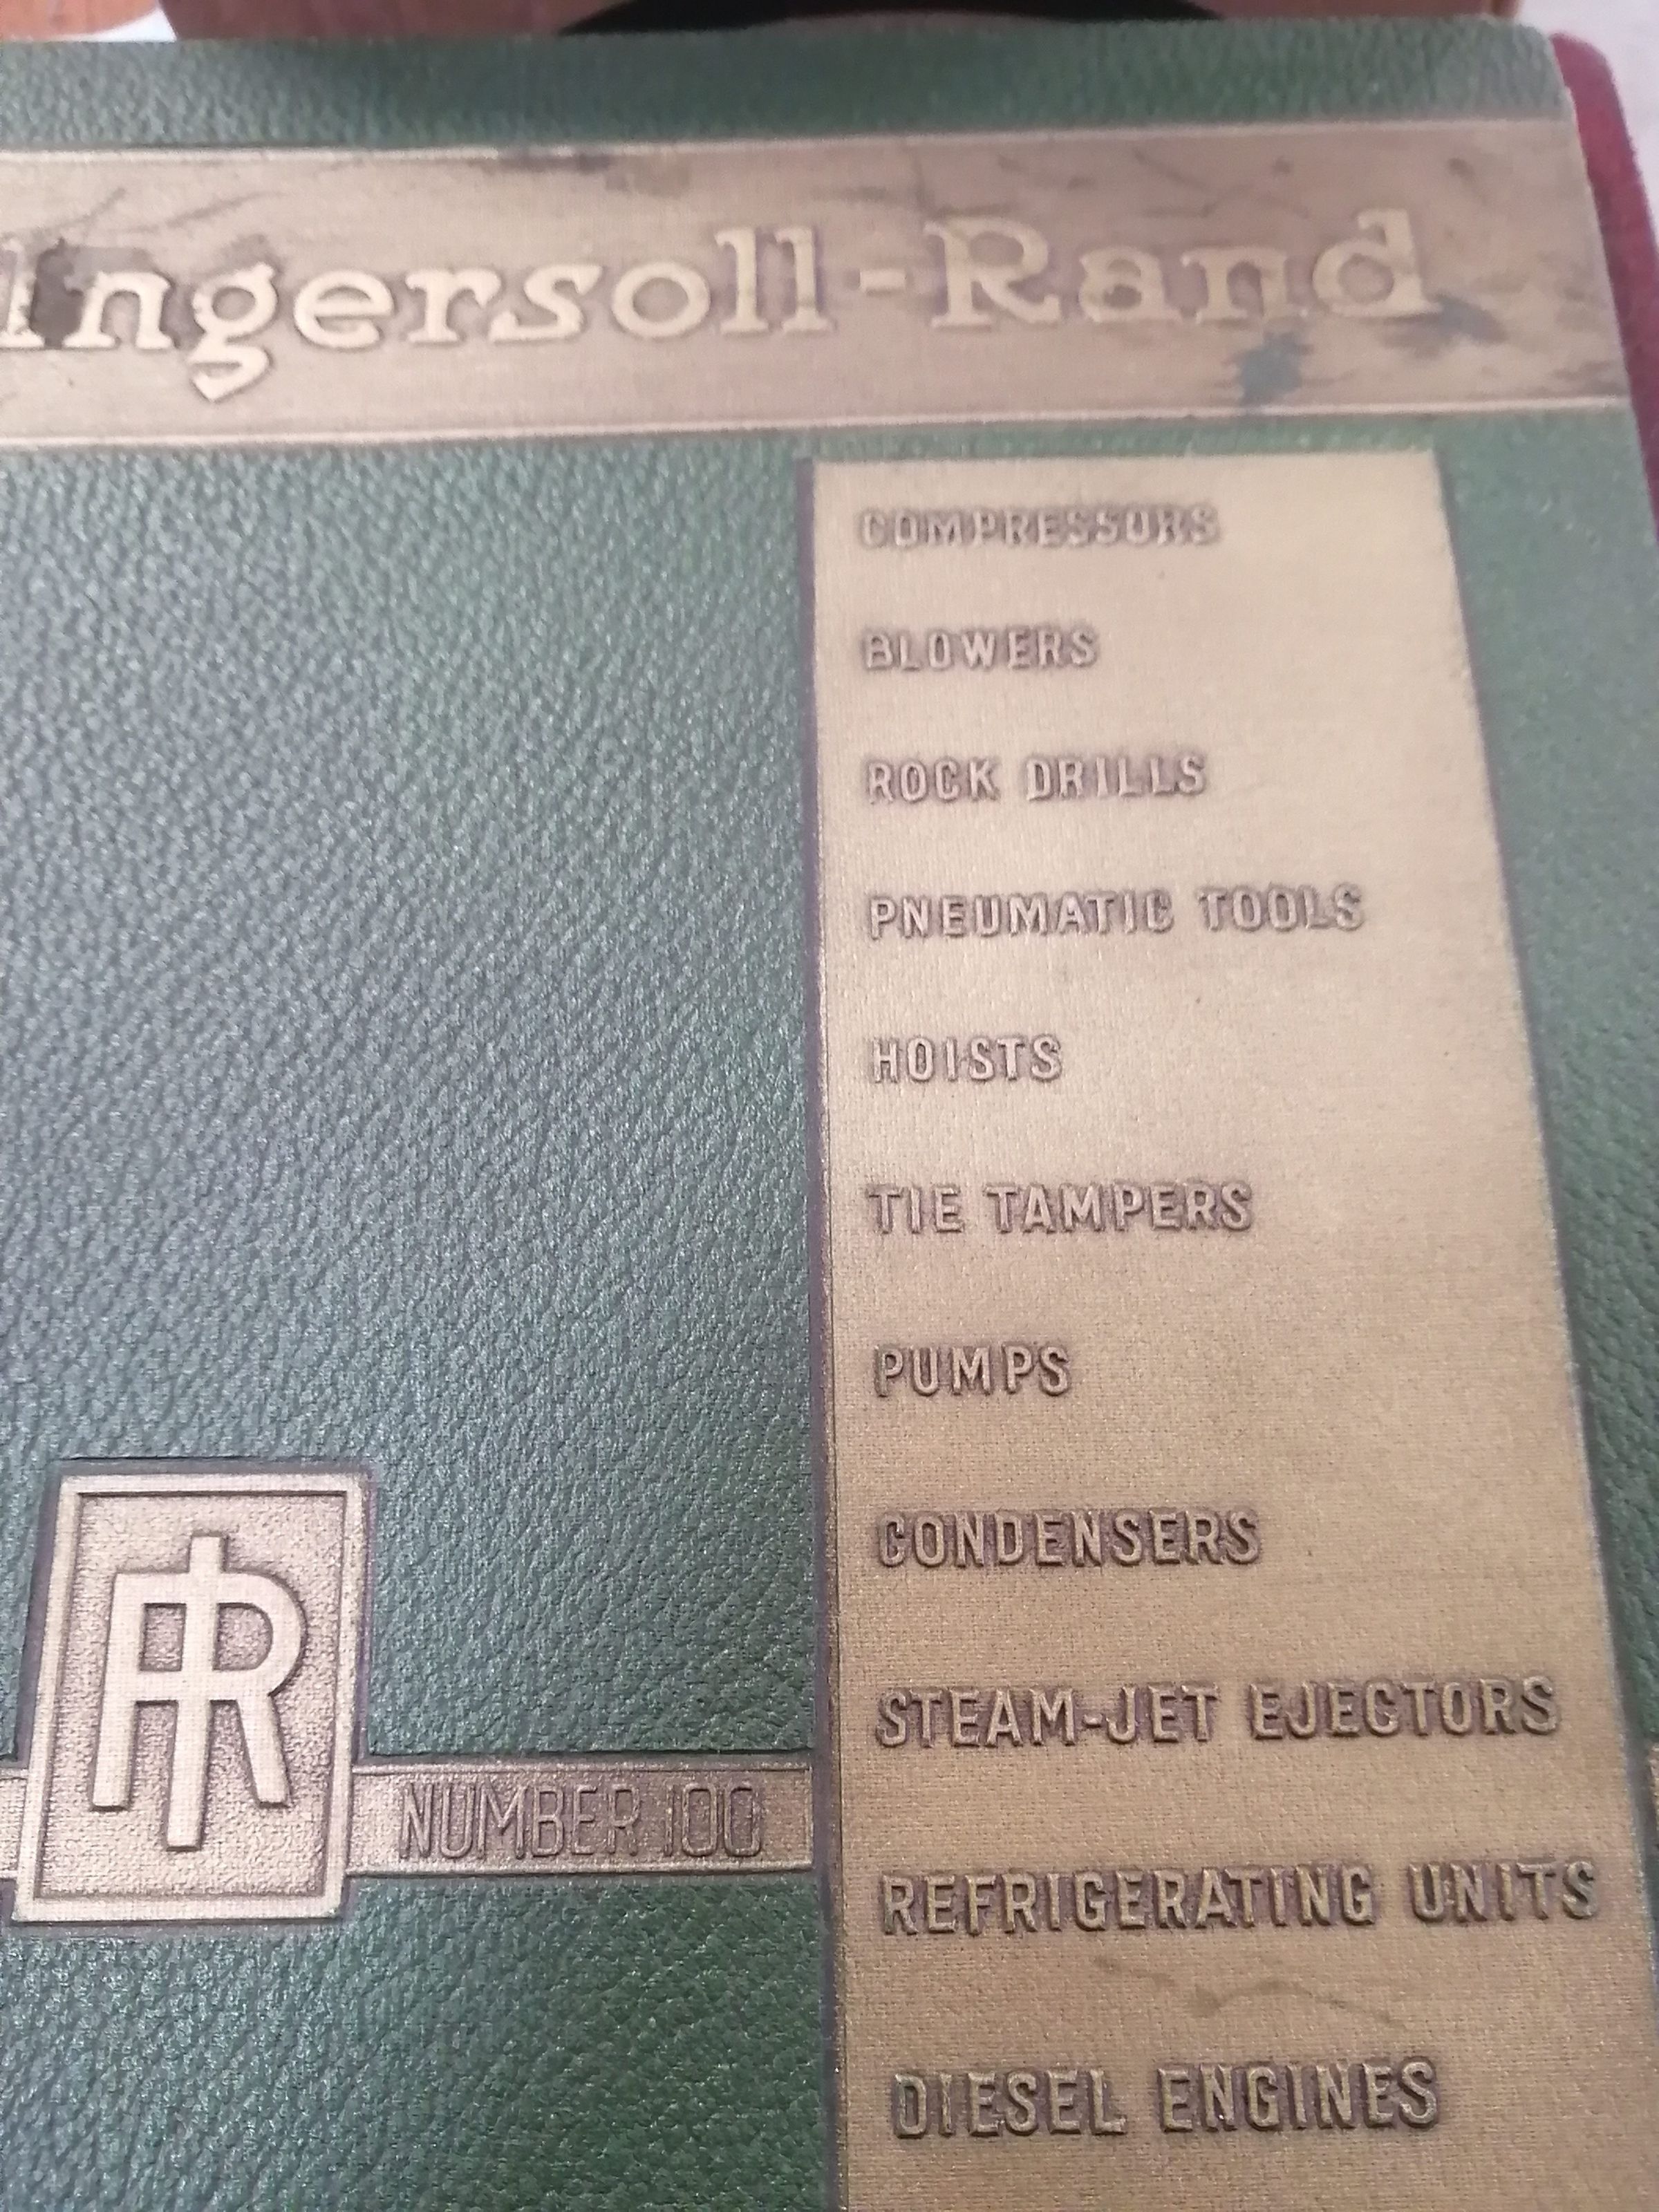 Ingersoll-Rand
COMPRESSORS
BLOWERS
ROCK DRILLS
PNEUMATIC TOOLS
HOISTS
TIE TAMPERS
PUMPS
CONDENSERS
STEAM-JET EJECTORS
REFRIGERATING UNITS
DIESEL ENGINES
IR
NUMBER 100